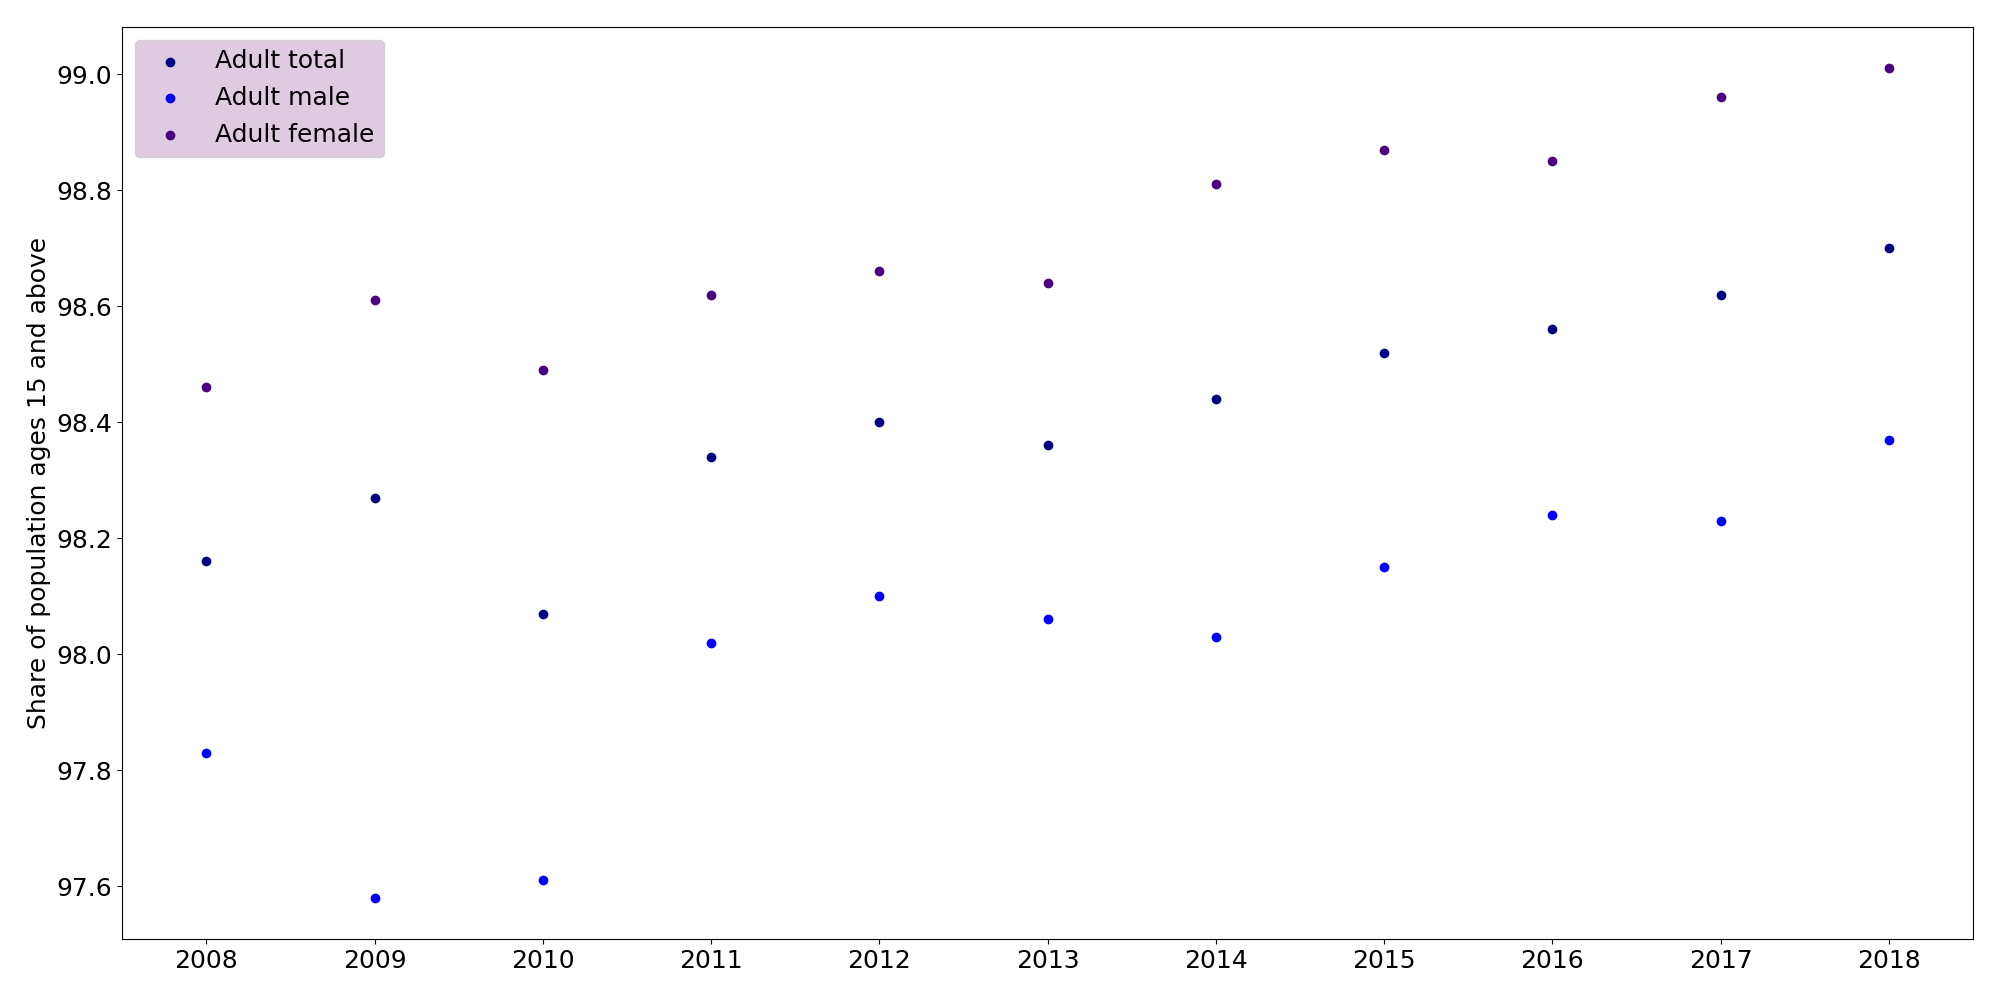 Adult total
Adult male
Adult female
Share of population ages 15 and above
99.0
98.8
98.6
98.4
98.2
98.0
97.8
97.6
2008 2009 2010 2011 2012 2013 2014 2015 2016 2017 2018